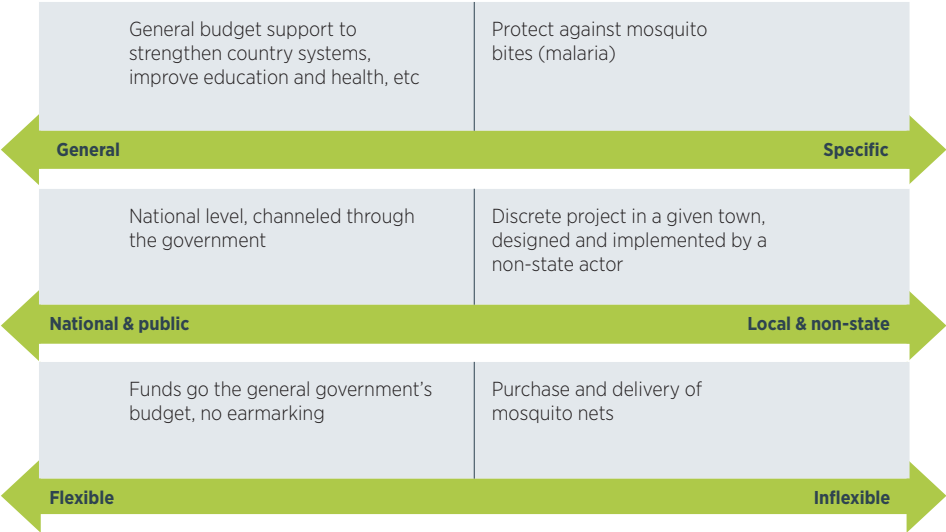 General budget support to
strengthen country systems,
improve education and health, etc
Protect against mosquito
bites (malaria)
General
Specific
National level, channeled through
the government
Discrete project in a given town,
designed and implemented by a
non-state actor
National & public
Local & non-state
Funds go the general government’s
budget, no earmarking
Purchase and delivery of
mosquito nets
Flexible
Inflexible